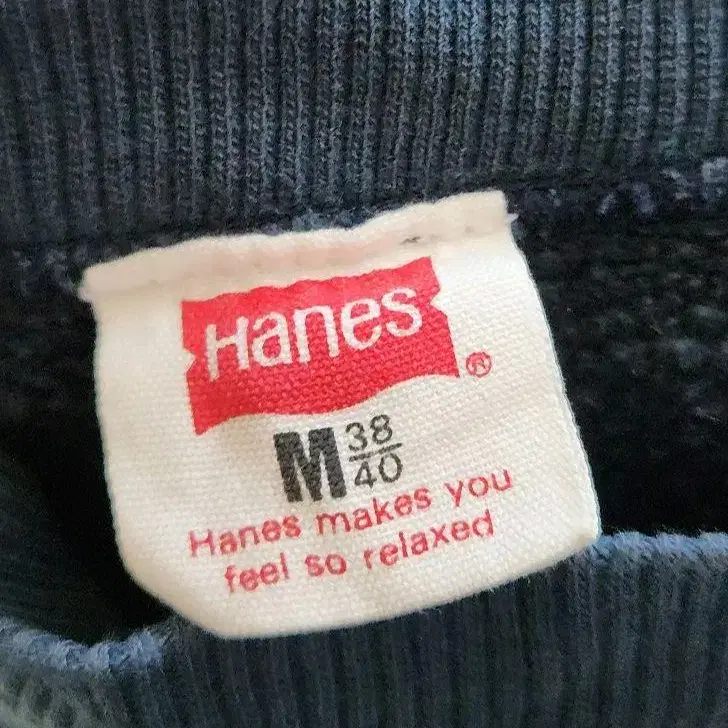 Hanes®
M 38/40
Hanes makes you
feel so relaxed